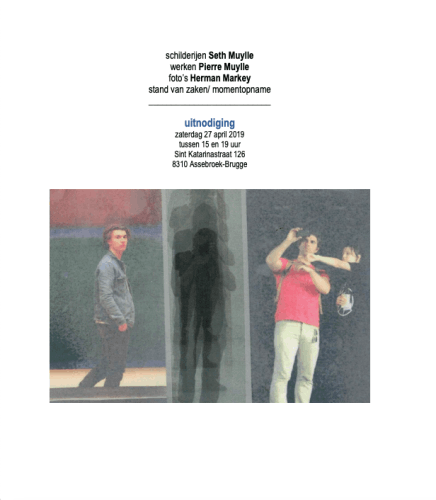 schilderijen Seth Muylle
werken Pierre Muylle
foto's Herman Markey
stand van zaken/ momentopname
uitnodiging
zaterdag 27 april 2019
tussen 15 en 19 uur
Sint Katarinastraat 126
8310 Assebroek-Brugge